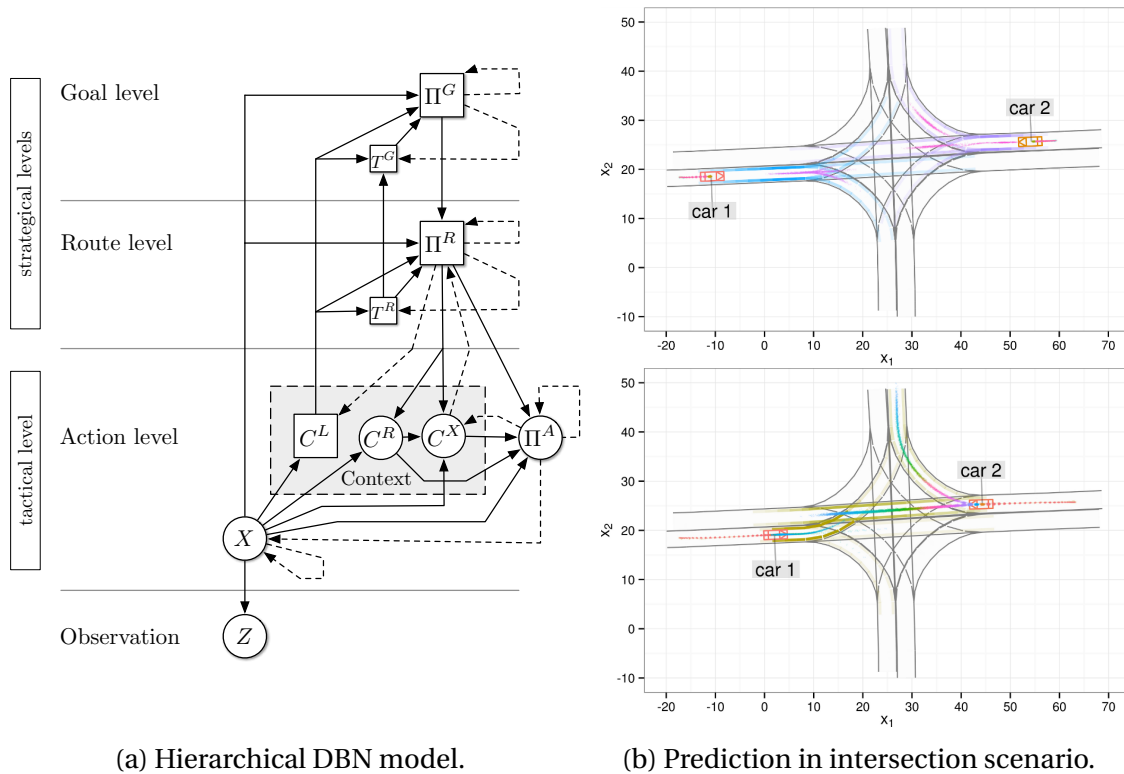 strategical levels
Goal level
Π^G
T^G
Route level
Π^R
T^R
tactical level
Action level
C^L
C^R
C^X
Π^A
Context
X
Observation
Z
(a) Hierarchical DBN model.
50
40
30
20
10
0
-10
x₂
car 2
car 1
-20 -10 0 10 20 30 40 50 60 70
x₁
50
40
30
20
10
0
-10
x₂
car 2
car 1
-20 -10 0 10 20 30 40 50 60 70
x₁
(b) Prediction in intersection scenario.